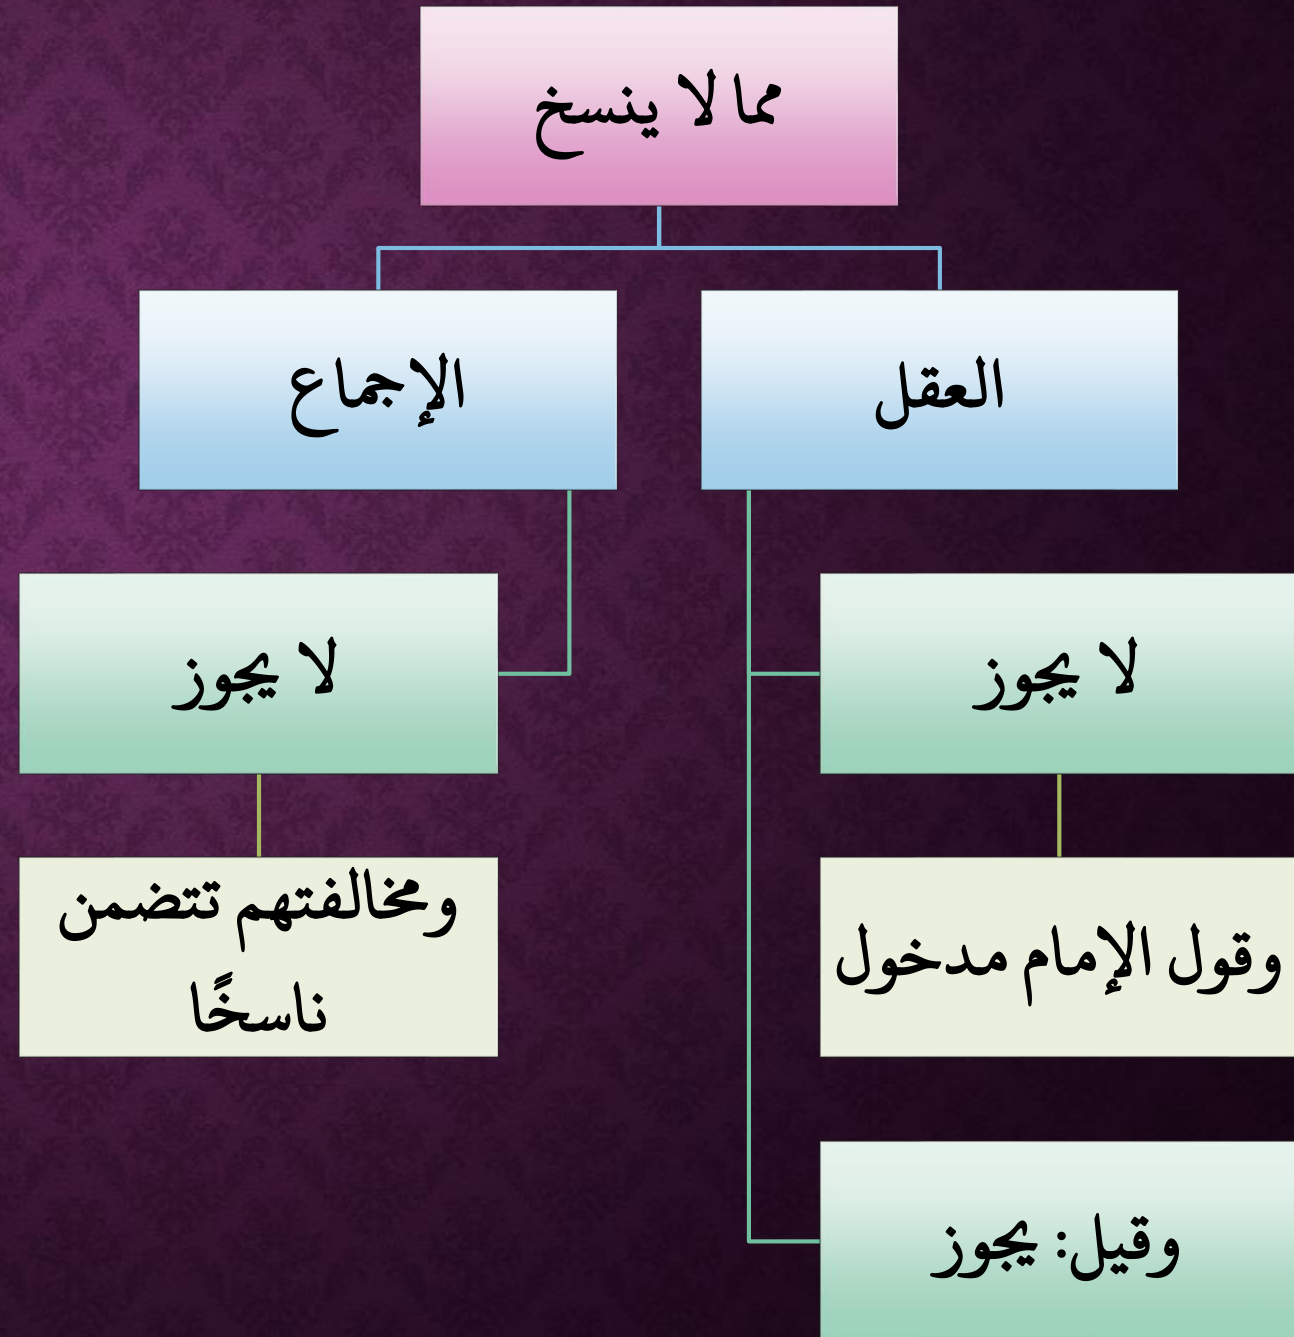 مما لا ينسخ
العقل
الإجماع
لا يجوز
لا يجوز
وقول الإمام مدخول
ومخالفتهم تتضمن
ناسخًا
وقيل: يجوز